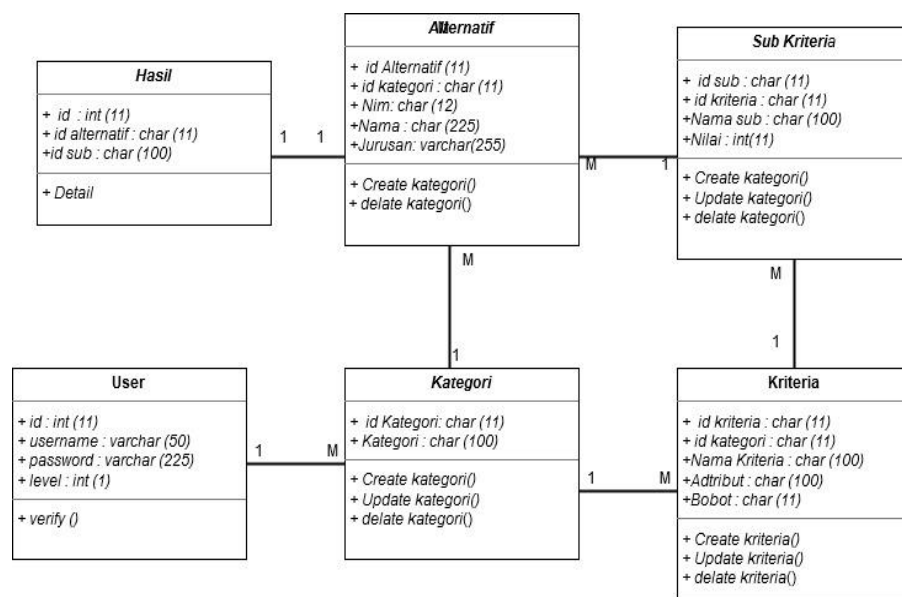 Hasil
+ id : int (11)
+ id alternatif : char (11)
+id sub : char (100)
+ Detail
1
1
Alternatif
+ id Alternatif (11)
+ id kategori : char (11)
+ Nim: char (12)
+Nama : char (225)
+Jurusan: varchar(255)
+ Create kategori()
+ delate kategori()
M
1
Sub Kriteria
+ id sub : char (11)
+ id kriteria : char (11)
+Nama sub : char (100)
+Nilai : int(11)
+ Create kategori()
+ Update kategori()
+ delate kategori()
M
1
M
1
User
+ id : int (11)
+ username : varchar (50)
+ password : varchar (225)
+ level : int (1)
+ verify ()
1
M
Kategori
+ id Kategori: char (11)
+ Kategori : char (100)
+ Create kategori()
+ Update kategori()
+ delate kategori()
1
M
Kriteria
+ id kriteria : char (11)
+ id kategori : char (11)
+Nama Kriteria : char (100)
+Adtribut : char (100)
+Bobot : char (11)
+ Create kriteria()
+ Update kriteria()
+ delate kriteria()